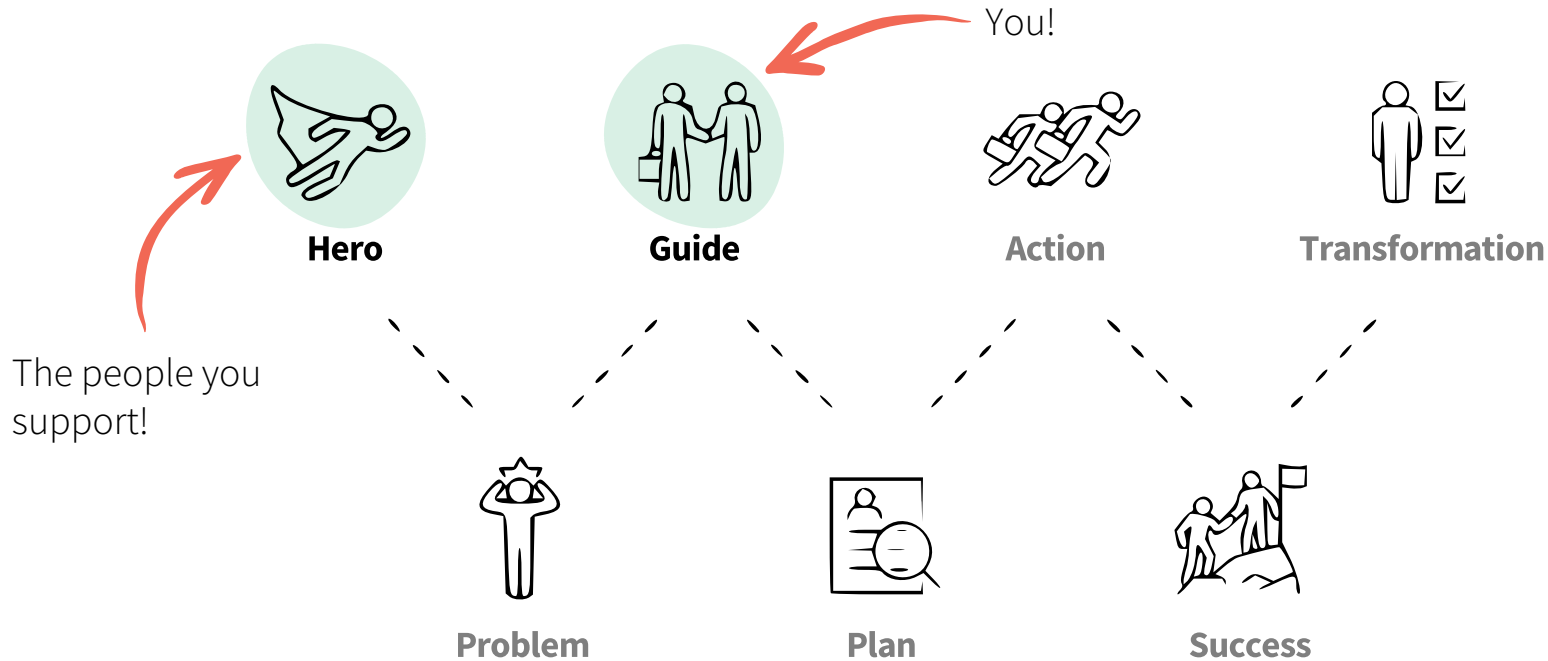 You!
Hero
Guide
Action
Transformation
The people you
support!
Problem
Plan
Success